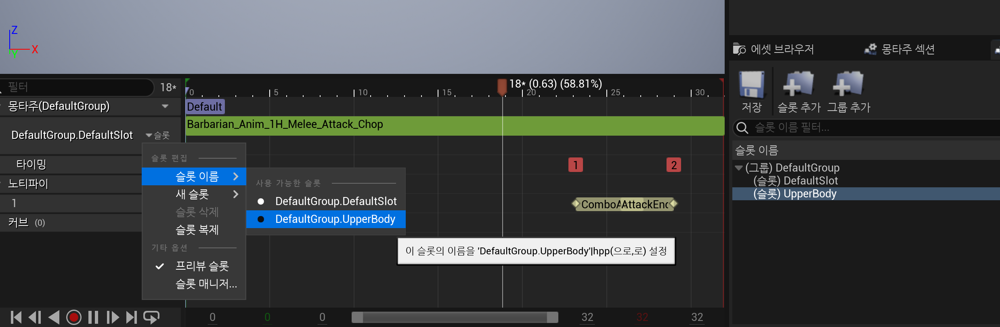 Z
X
Y
에셋 브라우저
몽타주 섹션
필터
18*
18* (0.63) (58.81%)
0
5
10
15
20
25
30
저장
슬롯 추가
그룹 추가
몽타주(DefaultGroup)
Default
Barbarian_Anim_1H_Melee_Attack_Chop
슬롯 이름 필터...
DefaultGroup.DefaultSlot
슬롯
슬롯 이름
(그룹) DefaultGroup
(슬롯) DefaultSlot
(슬롯) UpperBody
타이밍
1
2
노티파이
1
ComboA
AttackEnd
커브 (0)
슬롯 편집
슬롯 이름
새 슬롯
슬롯 삭제
슬롯 복제
기타 옵션
프리뷰 슬롯
슬롯 매니저...
사용 가능한 슬롯
DefaultGroup.DefaultSlot
DefaultGroup.UpperBody
이 슬롯의 이름을 'DefaultGroup.UpperBody'|hpp(으로,로) 설정
0
0
0
32
32
32